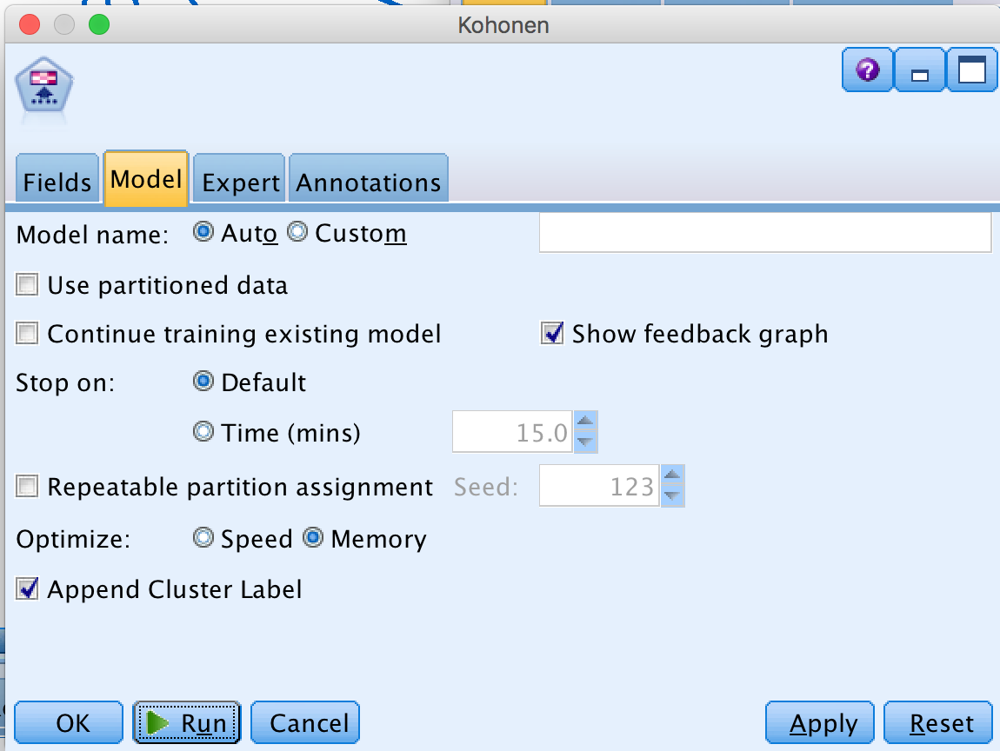 Kohonen
?
Fields Model Expert Annotations
Model name: Auto Custom
Use partitioned data
Continue training existing model Show feedback graph
Stop on: Default
Time (mins) 15.0
Repeatable partition assignment Seed: 123
Optimize: Speed Memory
Append Cluster Label
OK Run Cancel Apply Reset